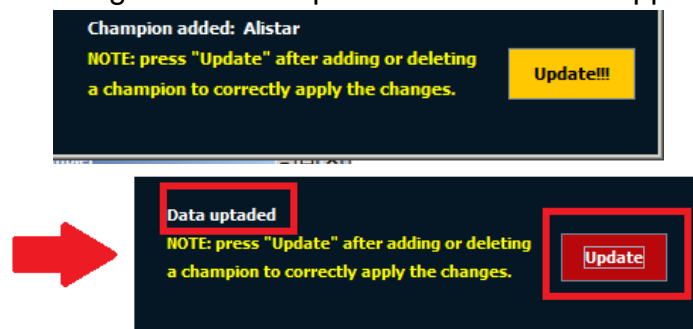 Champion added: Alistar
NOTE: press "Update" after adding or deleting
a champion to correctly apply the changes.
Update!!!
Data uptaded
NOTE: press "Update" after adding or deleting
a champion to correctly apply the changes.
Update